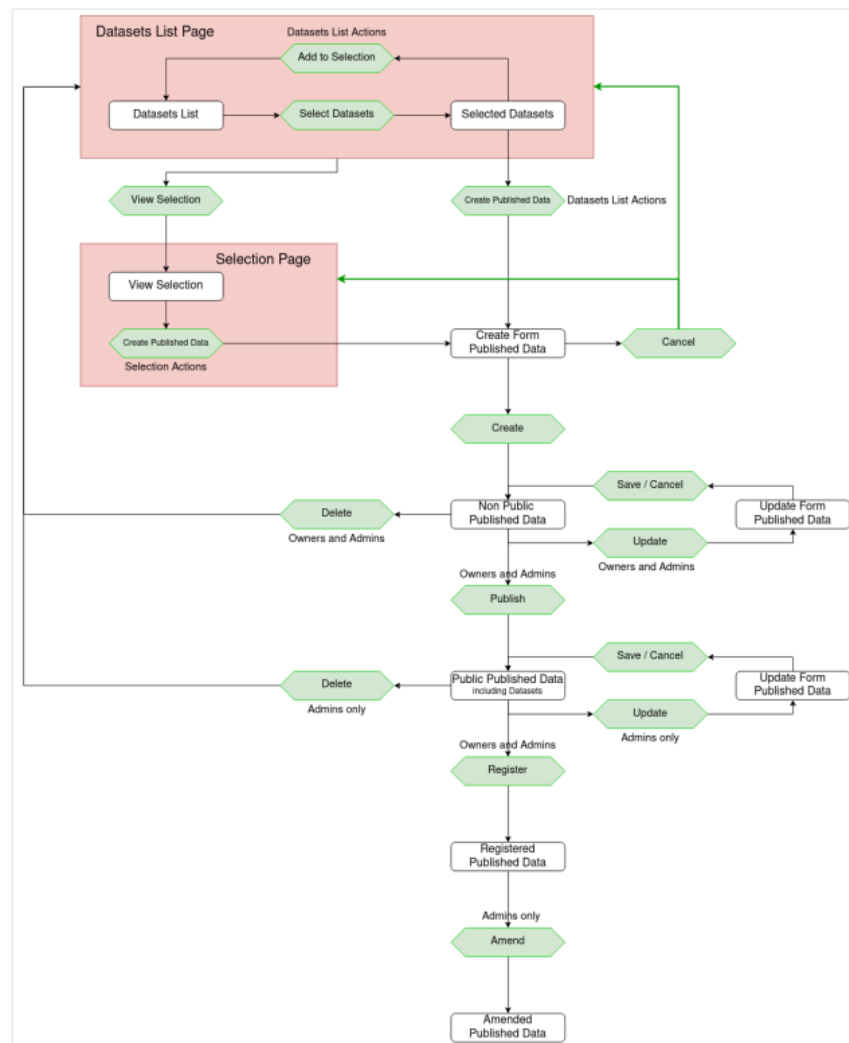 Datasets List Page
Datasets List Actions
Add to Selection
Datasets List
Select Datasets
Selected Datasets
View Selection
Create Published Data
Datasets List Actions
Selection Page
View Selection
Create Published Data
Selection Actions
Create Form
Published Data
Cancel
Create
Save / Cancel
Delete
Owners and Admins
Non Public
Published Data
Update Form
Published Data
Update
Owners and Admins
Owners and Admins
Publish
Save / Cancel
Delete
Admins only
Public Published Data
including Datasets
Update Form
Published Data
Update
Admins only
Owners and Admins
Register
Registered
Published Data
Admins only
Amend
Amended
Published Data